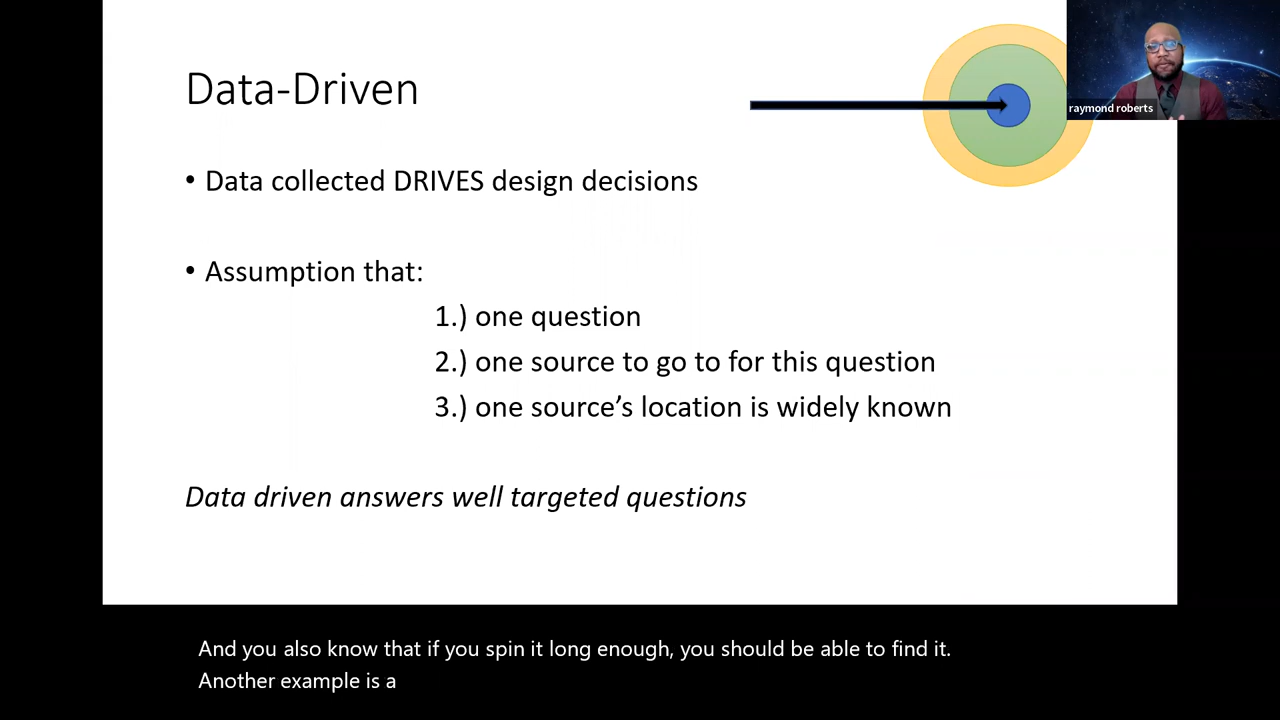 Data-Driven
raymond roberts
• Data collected DRIVES design decisions
• Assumption that:
1.) one question
2.) one source to go to for this question
3.) one source’s location is widely known
Data driven answers well targeted questions
And you also know that if you spin it long enough, you should be able to find it.
Another example is a